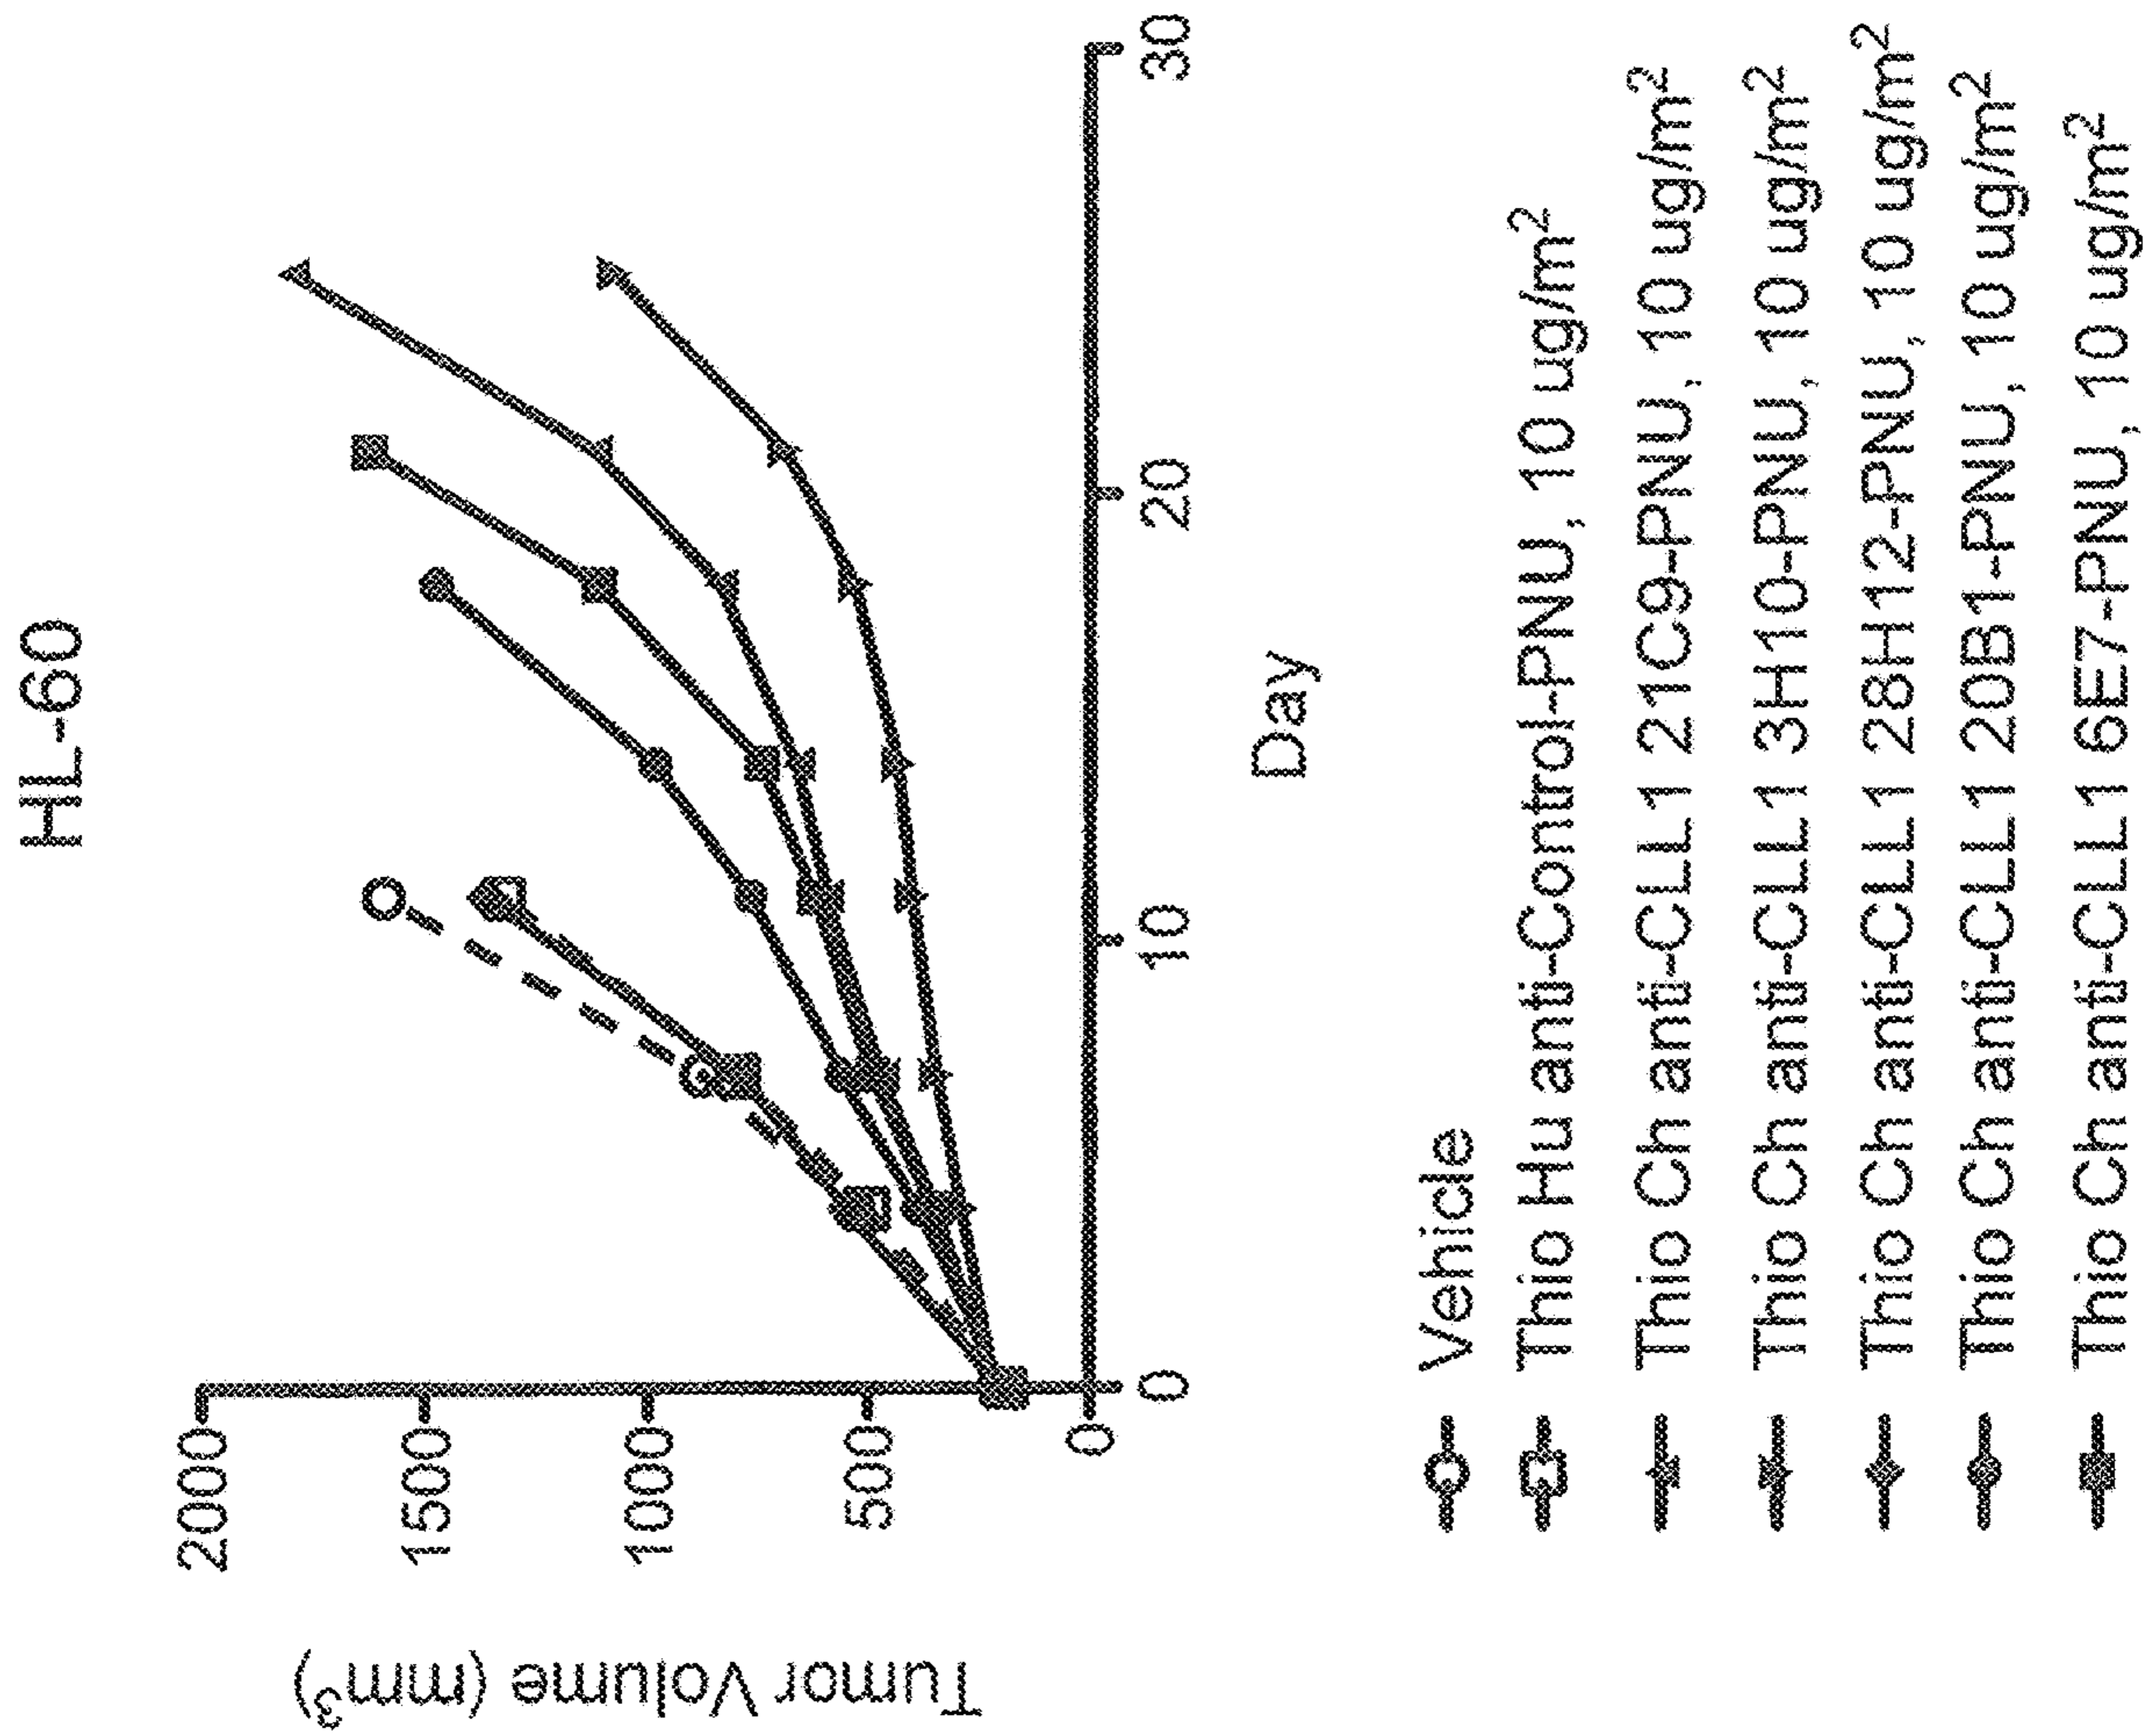 HL-60
Tumor Volume (mm3)
2000
1500
1000
500
0
0
10
20
30
Day
Vehicle
Thio Hu anti-Control-PNU, 10 ug/m2
Thio Ch anti-CLL1 21C9-PNU, 10 ug/m2
Thio Ch anti-CLL1 3H10-PNU, 10 ug/m2
Thio Ch anti-CLL1 28H12-PNU, 10 ug/m2
Thio Ch anti-CLL1 20B1-PNU, 10 ug/m2
Thio Ch anti-CLL1 6E7-PNU, 10 ug/m2